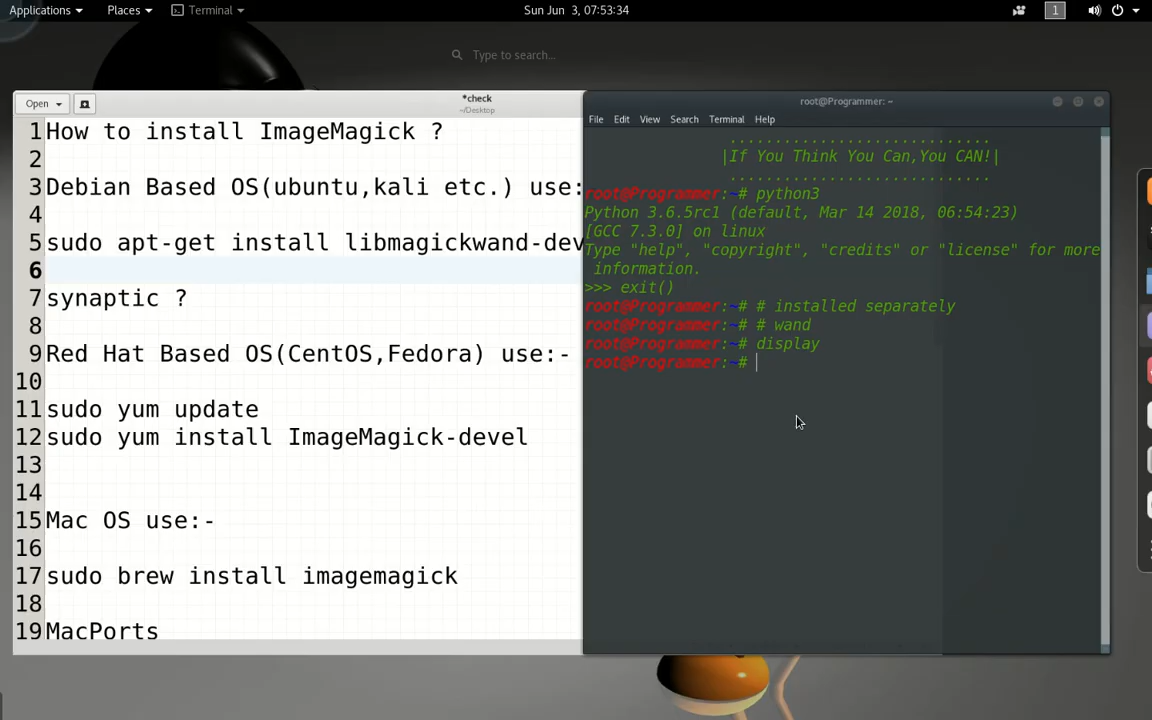 Applications Places Terminal Sun Jun 3, 07:53:34 1
Type to search...
Open *check
~/Desktop
1 How to install ImageMagick ?
2
3 Debian Based OS(ubuntu,kali etc.) use:
4
5 sudo apt-get install libmagickwand-dev
6
7 synaptic ?
8
9 Red Hat Based OS(CentOS,Fedora) use:-
10
11 sudo yum update
12 sudo yum install ImageMagick-devel
13
14
15 Mac OS use:-
16
17 sudo brew install imagemagick
18
19 MacPorts
root@Programmer: ~
File Edit View Search Terminal Help
.............................
|If You Think You Can,You CAN!|
.............................
root@Programmer:~# python3
Python 3.6.5rc1 (default, Mar 14 2018, 06:54:23)
[GCC 7.3.0] on linux
Type "help", "copyright", "credits" or "license" for more
information.
>>> exit()
root@Programmer:~# # installed separately
root@Programmer:~# # wand
root@Programmer:~# display
root@Programmer:~#